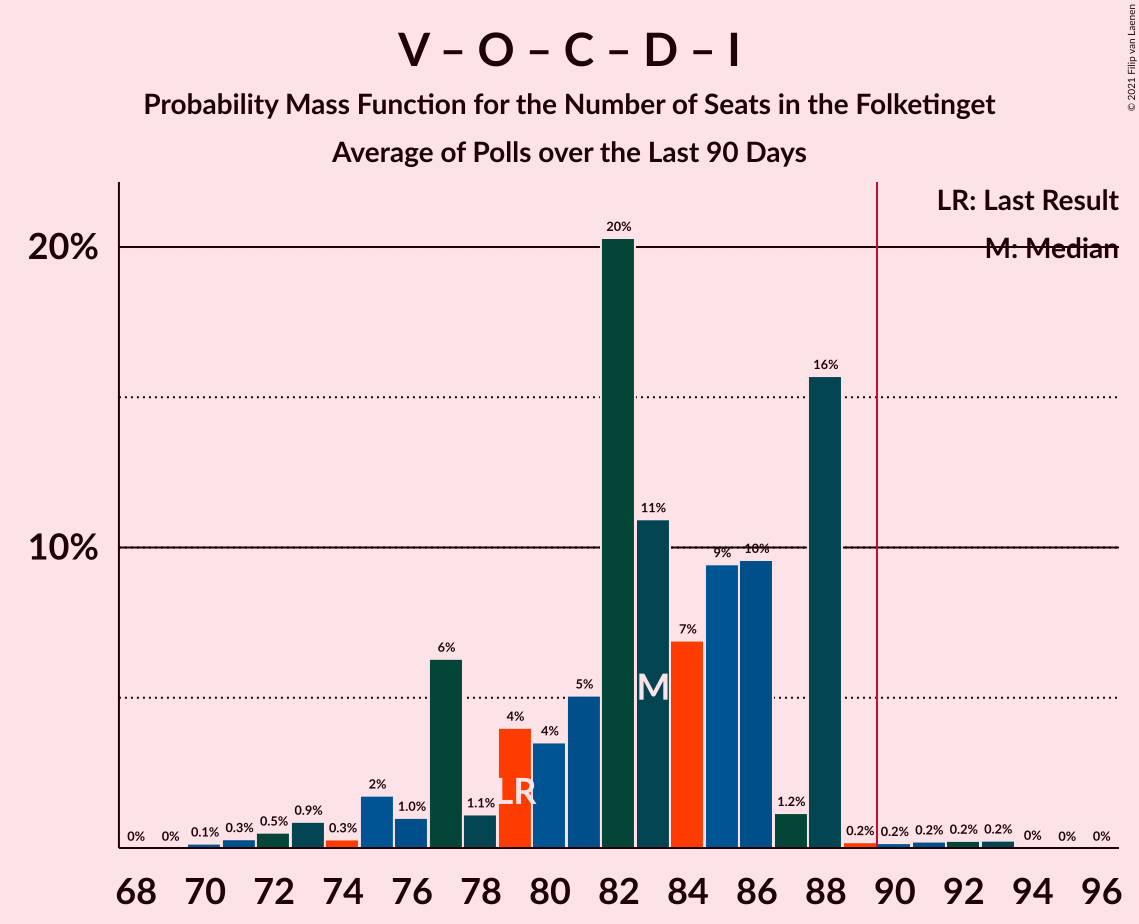 V – O – C – D – I
Probability Mass Function for the Number of Seats in the Folketinget
Average of Polls over the Last 90 Days
© 2021 Filip van Laenen
LR: Last Result
M: Median
20%
10%
0% 0% 0.1% 0.3% 0.5% 0.9% 0.3% 2% 1.0% 6% 1.1% 4% 4% 5% 20% 11% 7% 9% 10% 1.2% 16% 0.2% 0.2% 0.2% 0.2% 0.2% 0% 0% 0%
LR
M
68 70 72 74 76 78 80 82 84 86 88 90 92 94 96